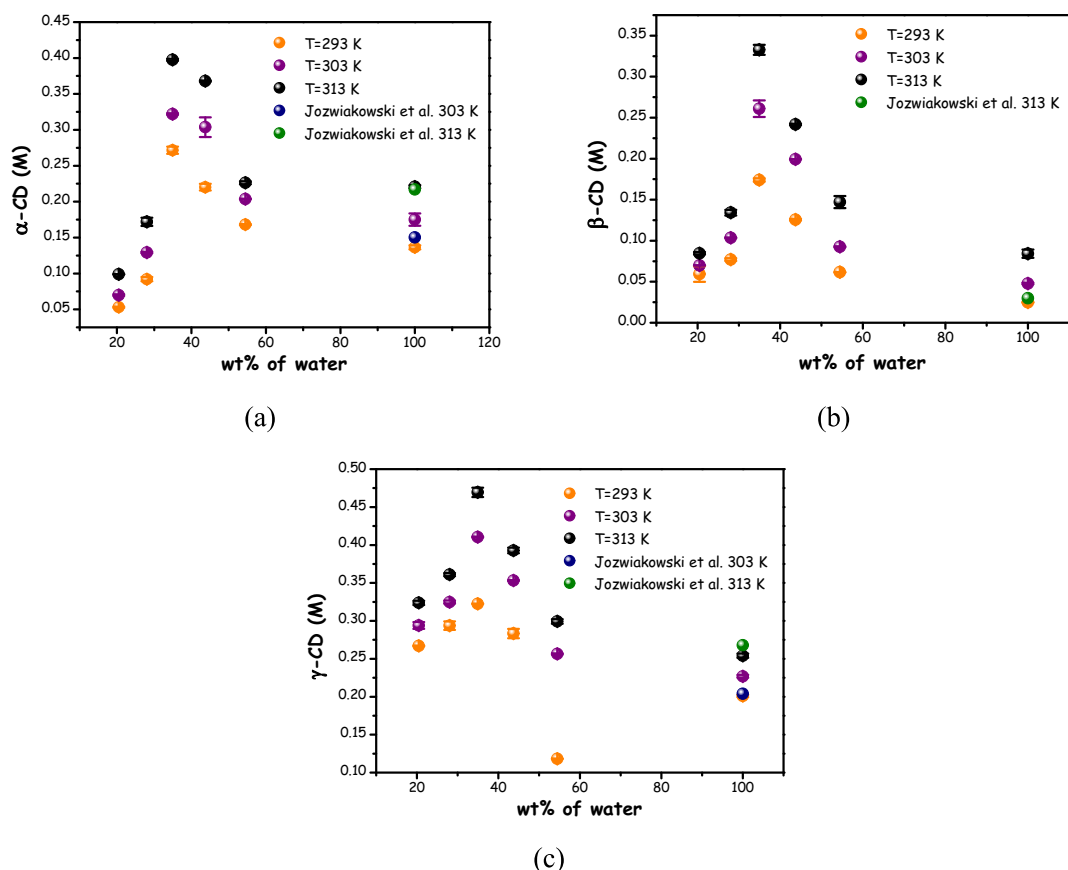 α-CD (M)
0.45
0.40
0.35
0.30
0.25
0.20
0.15
0.10
0.05
T=293 K
T=303 K
T=313 K
Jozwiakowski et al. 303 K
Jozwiakowski et al. 313 K
20 40 60 80 100 120
wt% of water
(a)
β-CD (M)
0.35
0.30
0.25
0.20
0.15
0.10
0.05
0.00
T=293 K
T=303 K
T=313 K
Jozwiakowski et al. 313 K
20 40 60 80 100
wt% of water
(b)
γ-CD (M)
0.50
0.45
0.40
0.35
0.30
0.25
0.20
0.15
0.10
T=293 K
T=303 K
T=313 K
Jozwiakowski et al. 303 K
Jozwiakowski et al. 313 K
20 40 60 80 100
wt% of water
(c)